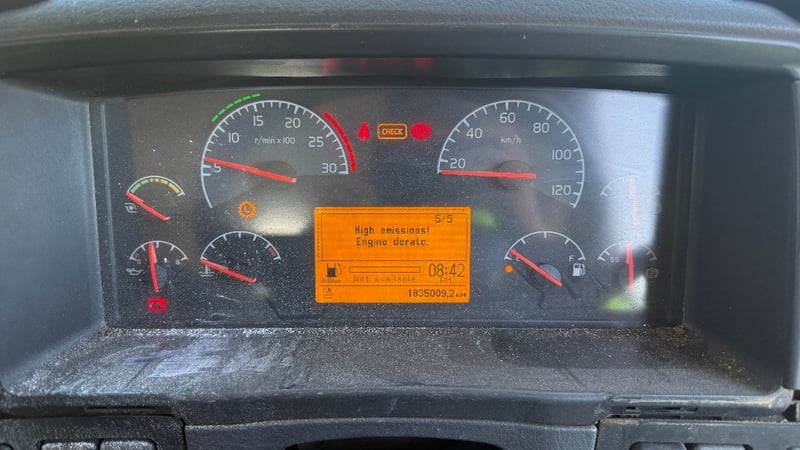 5 10 15 20 25 30
r/min x 100
CHECK
20 40 60 80 100 120
km/h
L
5/5
High emissions!
Engine derate.
Not available
08:42
PM
1835009,2 KM
F